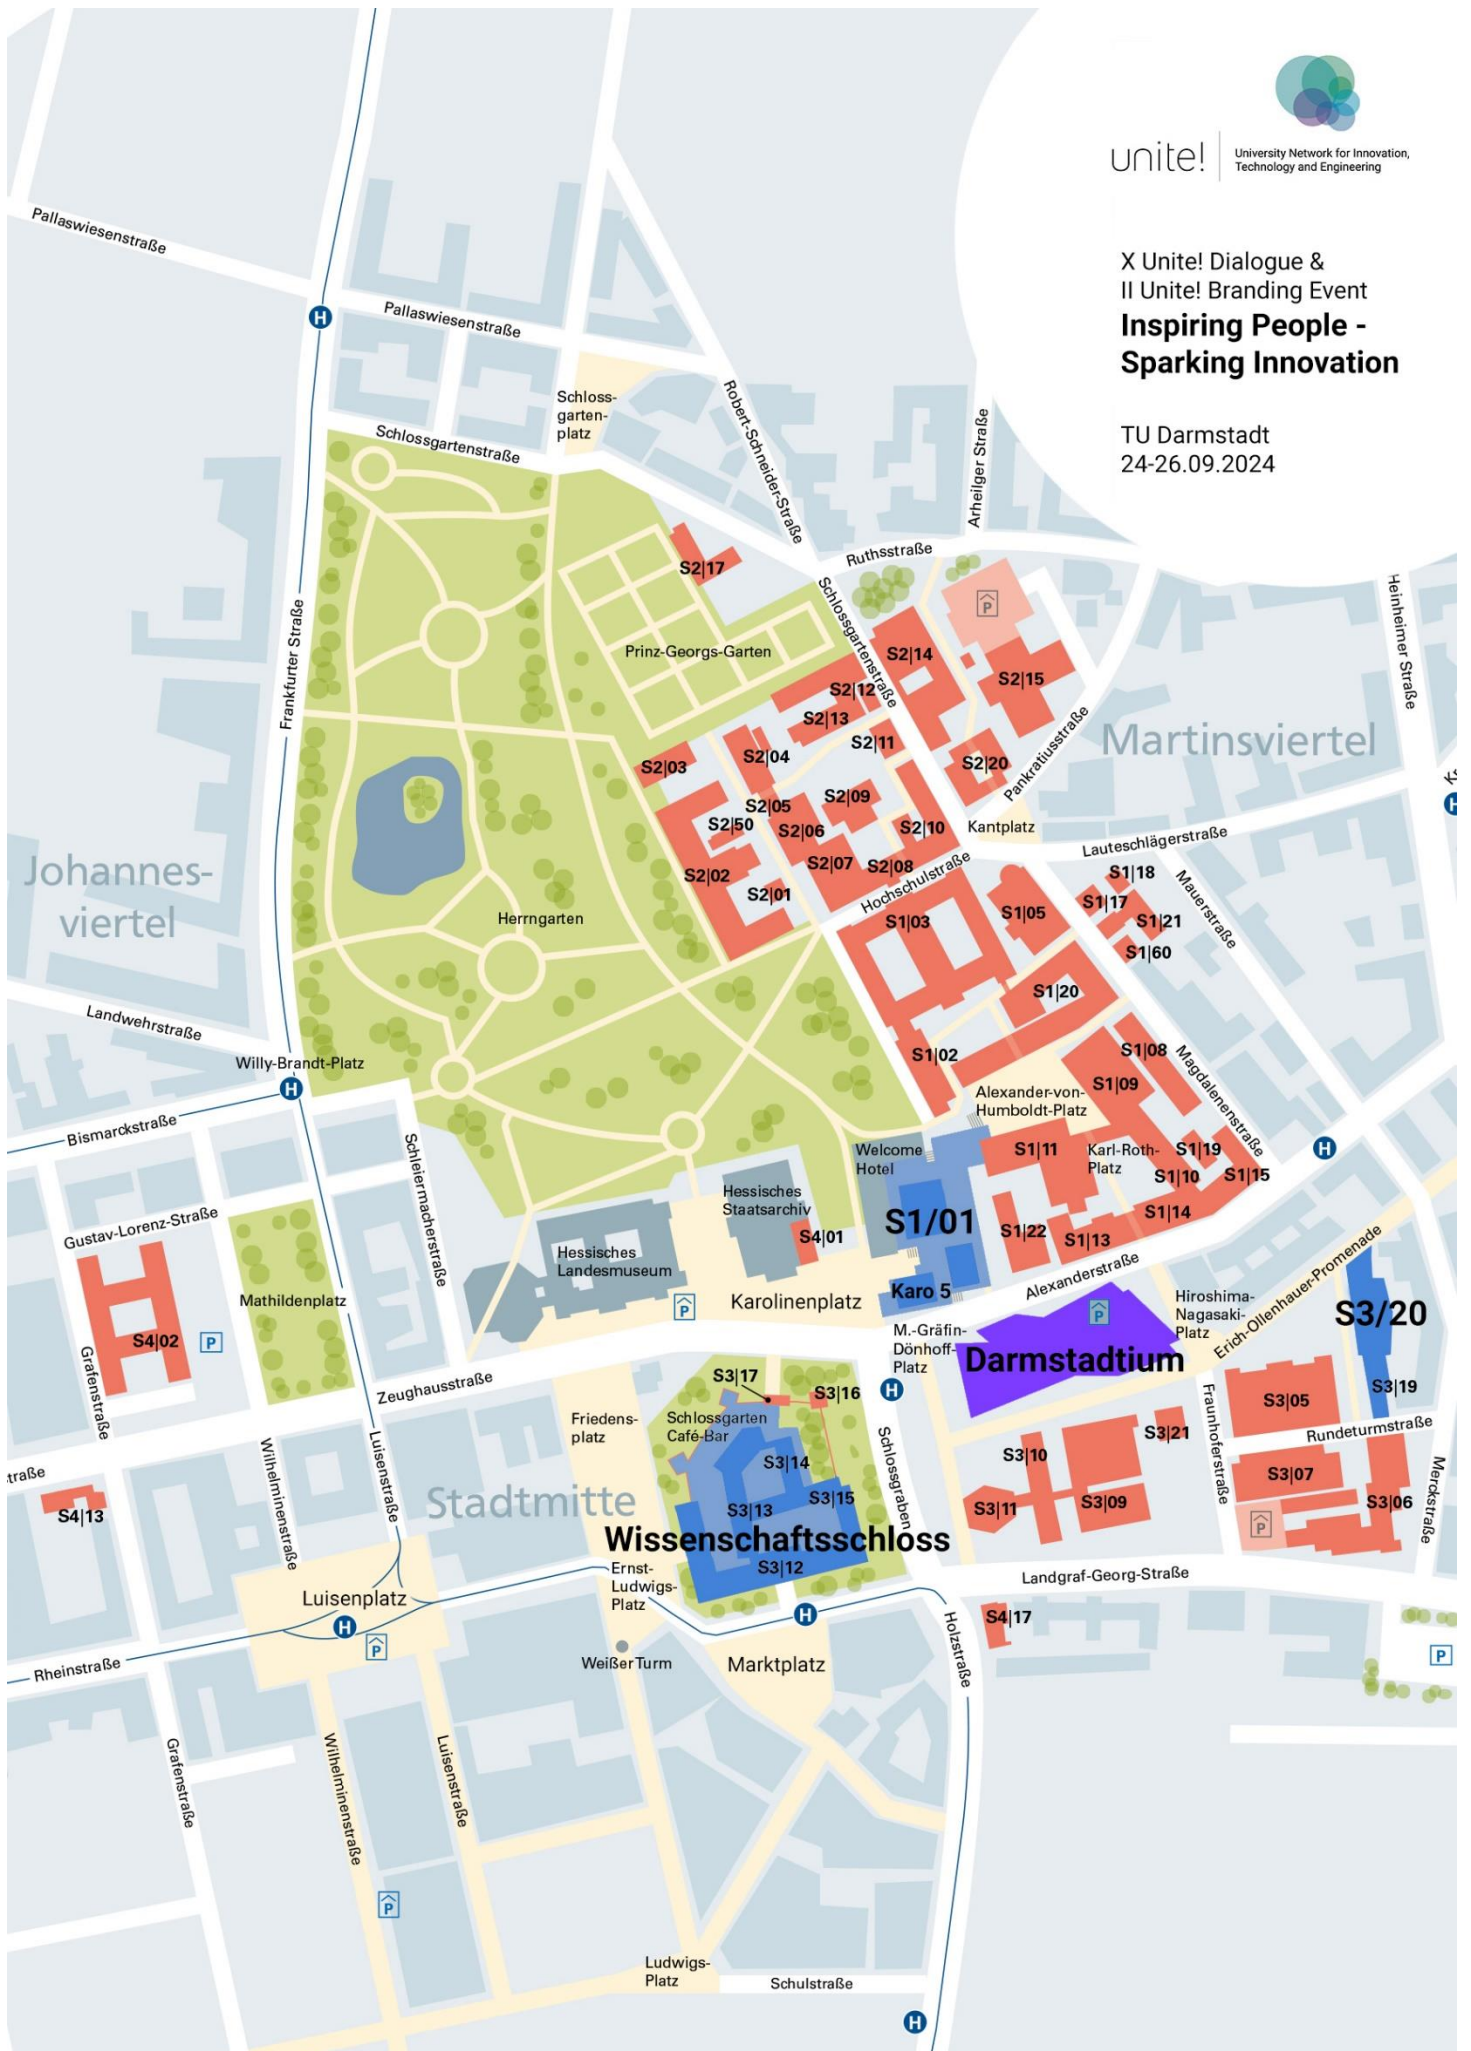 unite!
University Network for Innovation,
Technology and Engineering
X Unite! Dialogue &
II Unite! Branding Event
Inspiring People -
Sparking Innovation
TU Darmstadt
24-26.09.2024
Pallaswiesenstraße
H
Pallaswiesenstraße
Schloss-
garten-
platz
Schlossgartenstraße
Robert-Schneider-Straße
Arheilger Straße
Ruthsstraße
Heinheimer Straße
Frankfurter Straße
S2|17
Schlossgartenstraße
P
Prinz-Georgs-Garten
S2|14
S2|15
S2|12
S2|13
S2|11
Pankratiusstraße
Martinsviertel
S2|03
S2|04
S2|20
S2|05
S2|09
S2|50
S2|06
S2|10
Kantplatz
H
Lauteschlägerstraße
Johannes-
viertel
S2|02
S2|07
S2|08
S2|01
Hochschulstraße
S1|18
S1|17
Mauerstraße
Herrngarten
S1|03
S1|05
S1|21
S1|60
S1|20
Landwehrstraße
Willy-Brandt-Platz
H
S1|02
S1|08
S1|09
Magdalenenstraße
Alexander-von-
Humboldt-Platz
Bismarckstraße
Schleiermacherstraße
Welcome
Hotel
S1|11
Karl-Roth-
Platz
S1|19
S1|10
S1|15
H
Gustav-Lorenz-Straße
Hessisches
Staatsarchiv
S4|01
S1/01
S1|22
S1|14
S1|13
Hessisches
Landesmuseum
Alexanderstraße
Mathildenplatz
Karo 5
P
Karolinenplatz
P
Hiroshima-
Nagasaki-
Platz
Erich-Ollenhauer-Promenade
S3/20
S4|02
P
M.-Gräfin-
Dönhoff-
Platz
Darmstadtium
Grafenstraße
Zeughausstraße
S3|17
S3|16
H
Fraunhoferstraße
S3|05
S3|19
Friedens-
platz
Schlossgarten
Café-Bar
Rundeturmstraße
S3|21
S3|10
Wilhelminenstraße
Luisenstraße
S3|14
Schlossgraben
S3|07
Merckstraße
traße
S4|13
Stadtmitte
S3|13
S3|15
S3|11
S3|09
S3|06
P
Wissenschaftsschloss
S3|12
Ernst-
Ludwigs-
Platz
Landgraf-Georg-Straße
Luisenplatz
H
H
P
S4|17
Holzstraße
Rheinstraße
Weißer Turm
Marktplatz
P
Grafenstraße
Wilhelminenstraße
Luisenstraße
P
Ludwigs-
Platz
Schulstraße
H